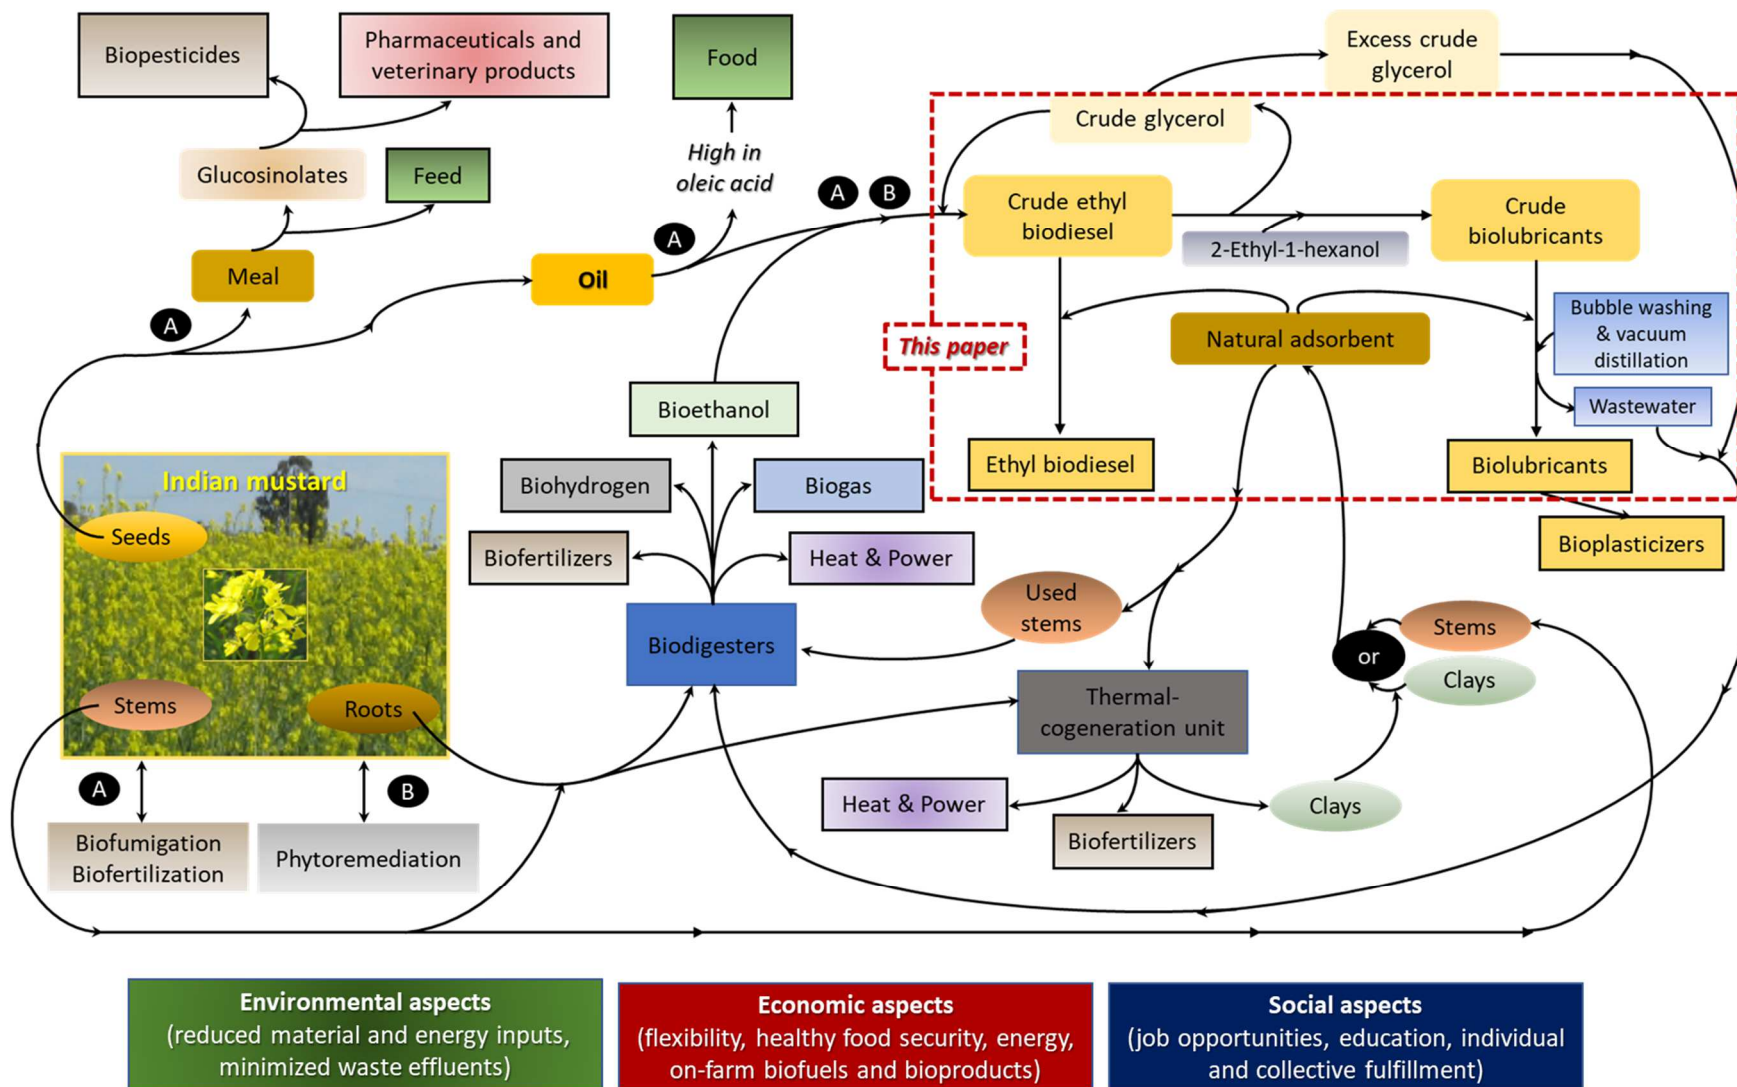 Biopesticides
Pharmaceuticals and
veterinary products
Food
Excess crude
glycerol
Crude glycerol
Glucosinolates
Feed
High in
oleic acid
A
B
Crude ethyl
biodiesel
Crude
biolubricants
2-Ethyl-1-hexanol
Meal
Oil
A
A
This paper
Natural adsorbent
Bubble washing
& vacuum
distillation
Wastewater
Bioethanol
Ethyl biodiesel
Biolubricants
Indian mustard
Biohydrogen
Biogas
Seeds
Biofertilizers
Heat & Power
Bioplasticizers
Used
stems
Biodigesters
Stems
or
Clays
Stems
Roots
Thermal-
cogeneration unit
A
B
Heat & Power
Clays
Biofertilizers
Biofumigation
Biofertilization
Phytoremediation
Environmental aspects
(reduced material and energy inputs,
minimized waste effluents)
Economic aspects
(flexibility, healthy food security, energy,
on-farm biofuels and bioproducts)
Social aspects
(job opportunities, education, individual
and collective fulfillment)